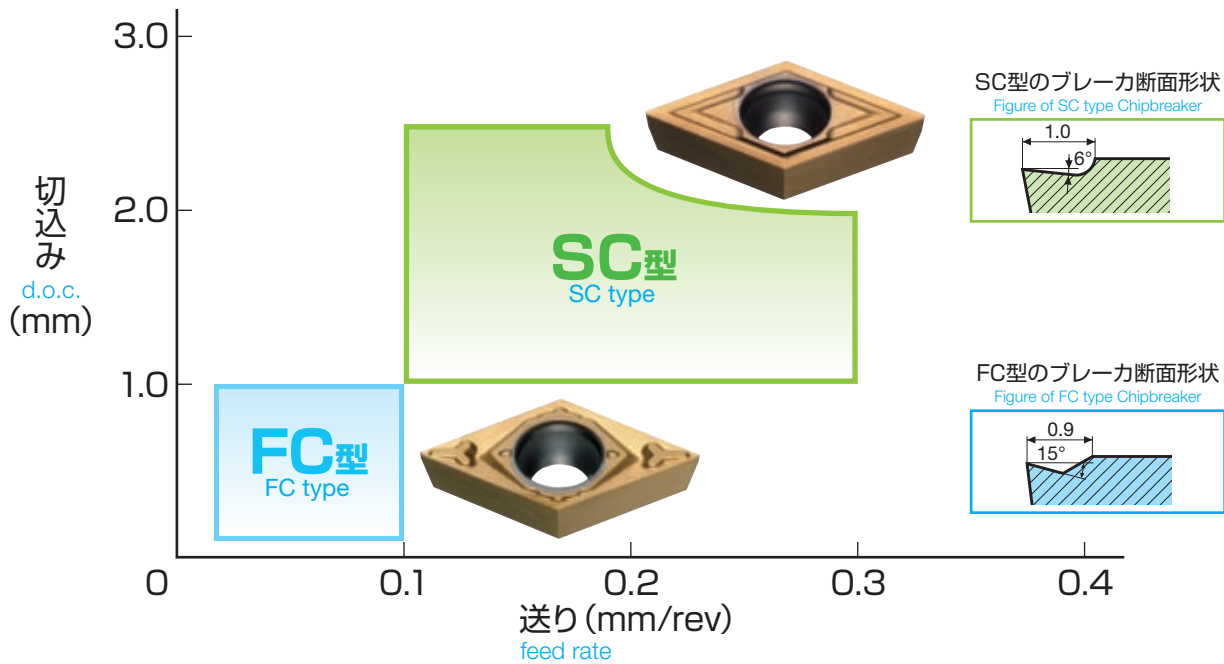 3.0
2.0
1.0
0
0.1
0.2
0.3
0.4
切込み
d.o.c.
(mm)
送り(mm/rev)
feed rate
SC型
SC type
FC型
FC type
SC型のブレーカ断面形状
Figure of SC type Chipbreaker
1.0
6°
FC型のブレーカ断面形状
Figure of FC type Chipbreaker
0.9
15°